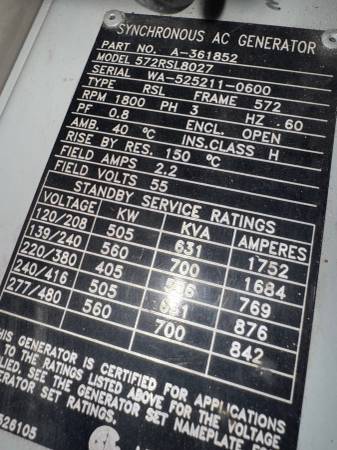 SYNCHRONOUS AC GENERATOR
PART NO. A-361852
MODEL 572RSL8027
SERIAL WA-525211-0600
TYPE RSL FRAME 572
RPM 1800 PH 3 HZ .60
PF 0.8 ENCL. OPEN
AMB. 40 °C INS.CLASS H
RISE BY RES. 150 °C
FIELD AMPS 2.2
FIELD VOLTS 55
STANDBY SERVICE RATINGS
VOLTAGE KW KVA AMPERES
120/208 505 631 1752
139/240 560 700 1684
220/380 405 769
240/416 505 631 876
277/480 560 700 842
THIS GENERATOR IS CERTIFIED FOR APPLICATIONS
TO THE RATINGS LISTED ABOVE FOR THE VOLTAGE
SEE THE GENERATOR SET NAMEPLATE
SET RATINGS.
526105